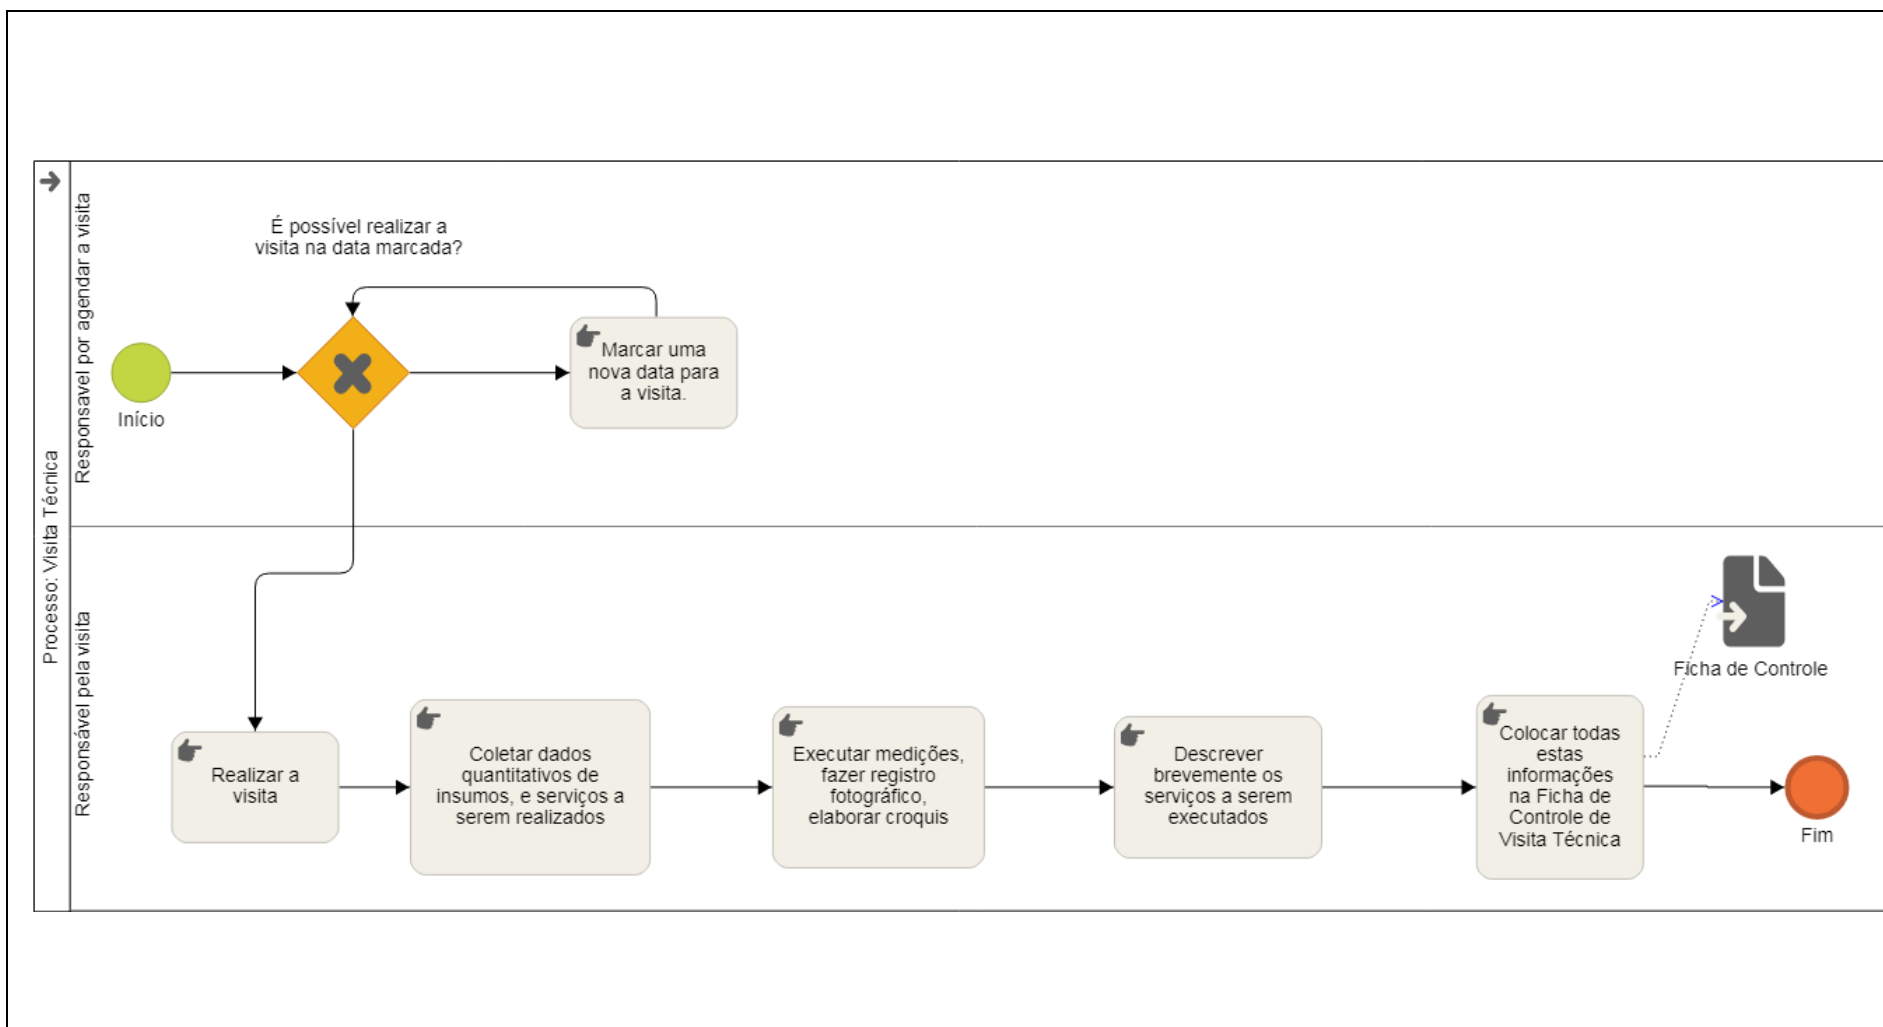 Processo: Visita Técnica
Responsavel por agendar a visita
É possível realizar a
visita na data marcada?
Início
Marcar uma
nova data para
a visita.
Responsável pela visita
Realizar a
visita
Coletar dados
quantitativos de
insumos, e serviços a
serem realizados
Executar medições,
fazer registro
fotográfico,
elaborar croquis
Descrever
brevemente os
serviços a serem
executados
Colocar todas
estas
informações
na Ficha de
Controle de
Visita Técnica
Ficha de Controle
Fim